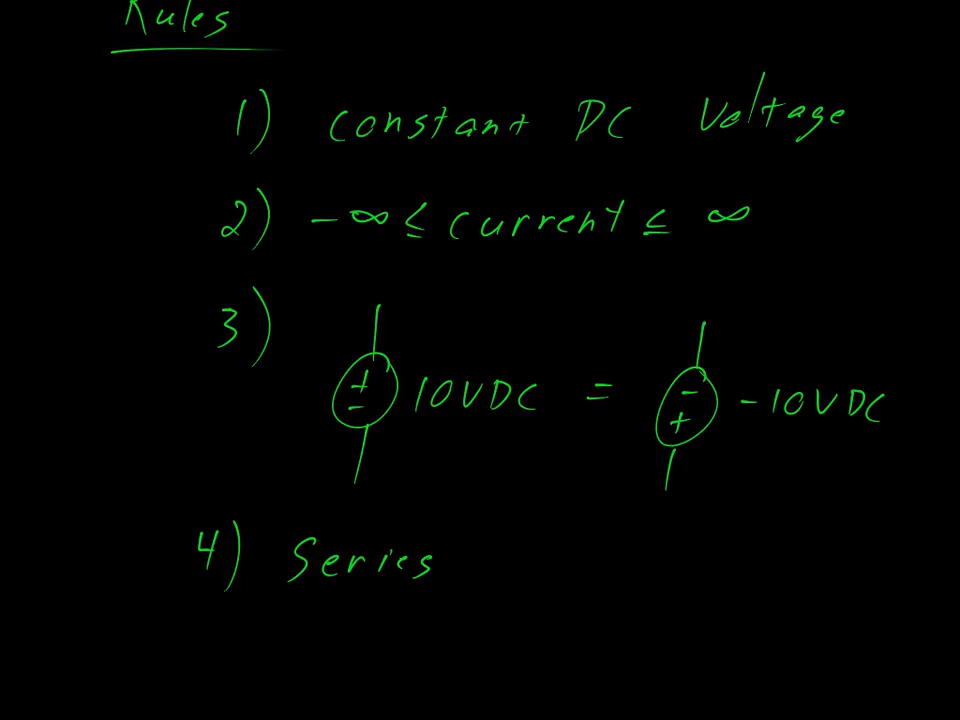 Rules
1) constant DC Voltage
2) -∞ ≤ current ≤ ∞
3)
+ - 10VDC = - + -10VDC
4) Series